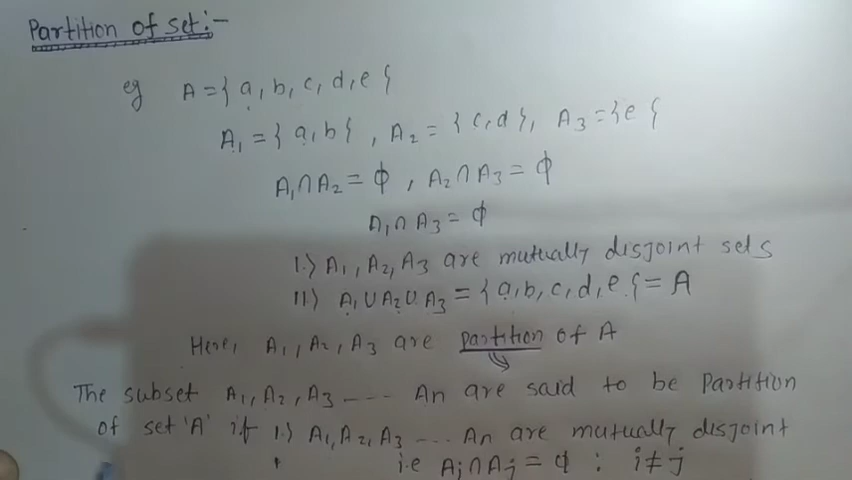 Partition of set:-
eg A = { a, b, c, d, e }
A₁ = { a, b } , A₂ = { c, d }, A₃ = { e }
A₁∩A₂ = ϕ , A₂∩A₃ = ϕ
A₁∩A₃ = ϕ
I.) A₁, A₂, A₃ are mutually disjoint sets
II) A₁∪A₂∪A₃ = { a, b, c, d, e } = A
Here, A₁, A₂, A₃ are partition of A
The subset A₁, A₂, A₃ ---- An are said to be Partition
of set 'A' if I.) A₁, A₂, A₃ .... An are mutually disjoint
i.e Ai∩Aj = ϕ : i≠j